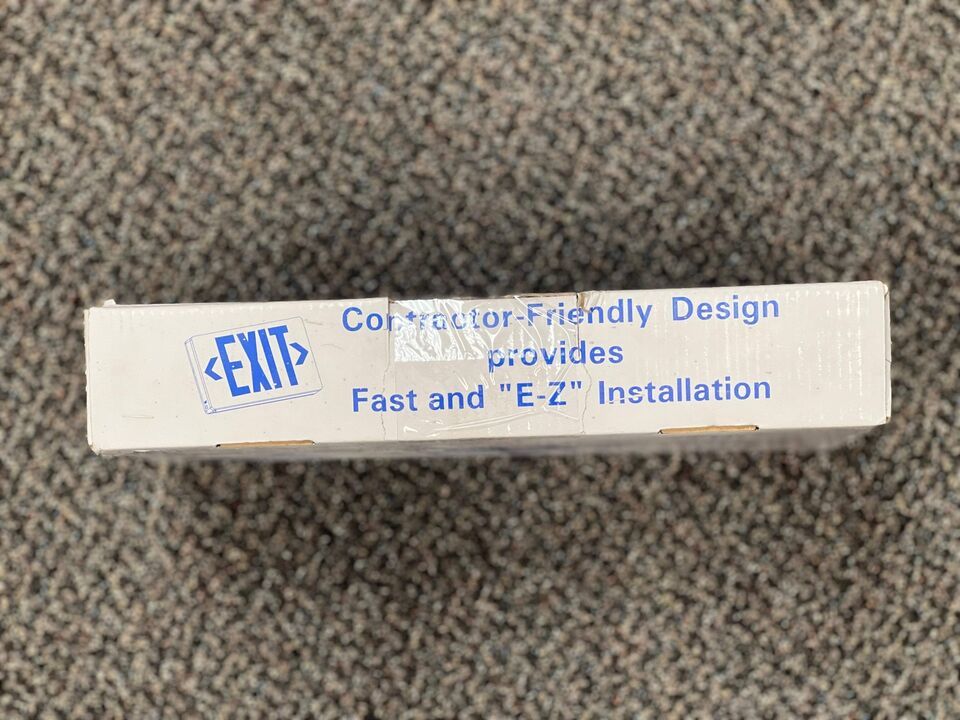 <EXIT>
Contractor-Friendly Design
provides
Fast and "E-Z" Installation